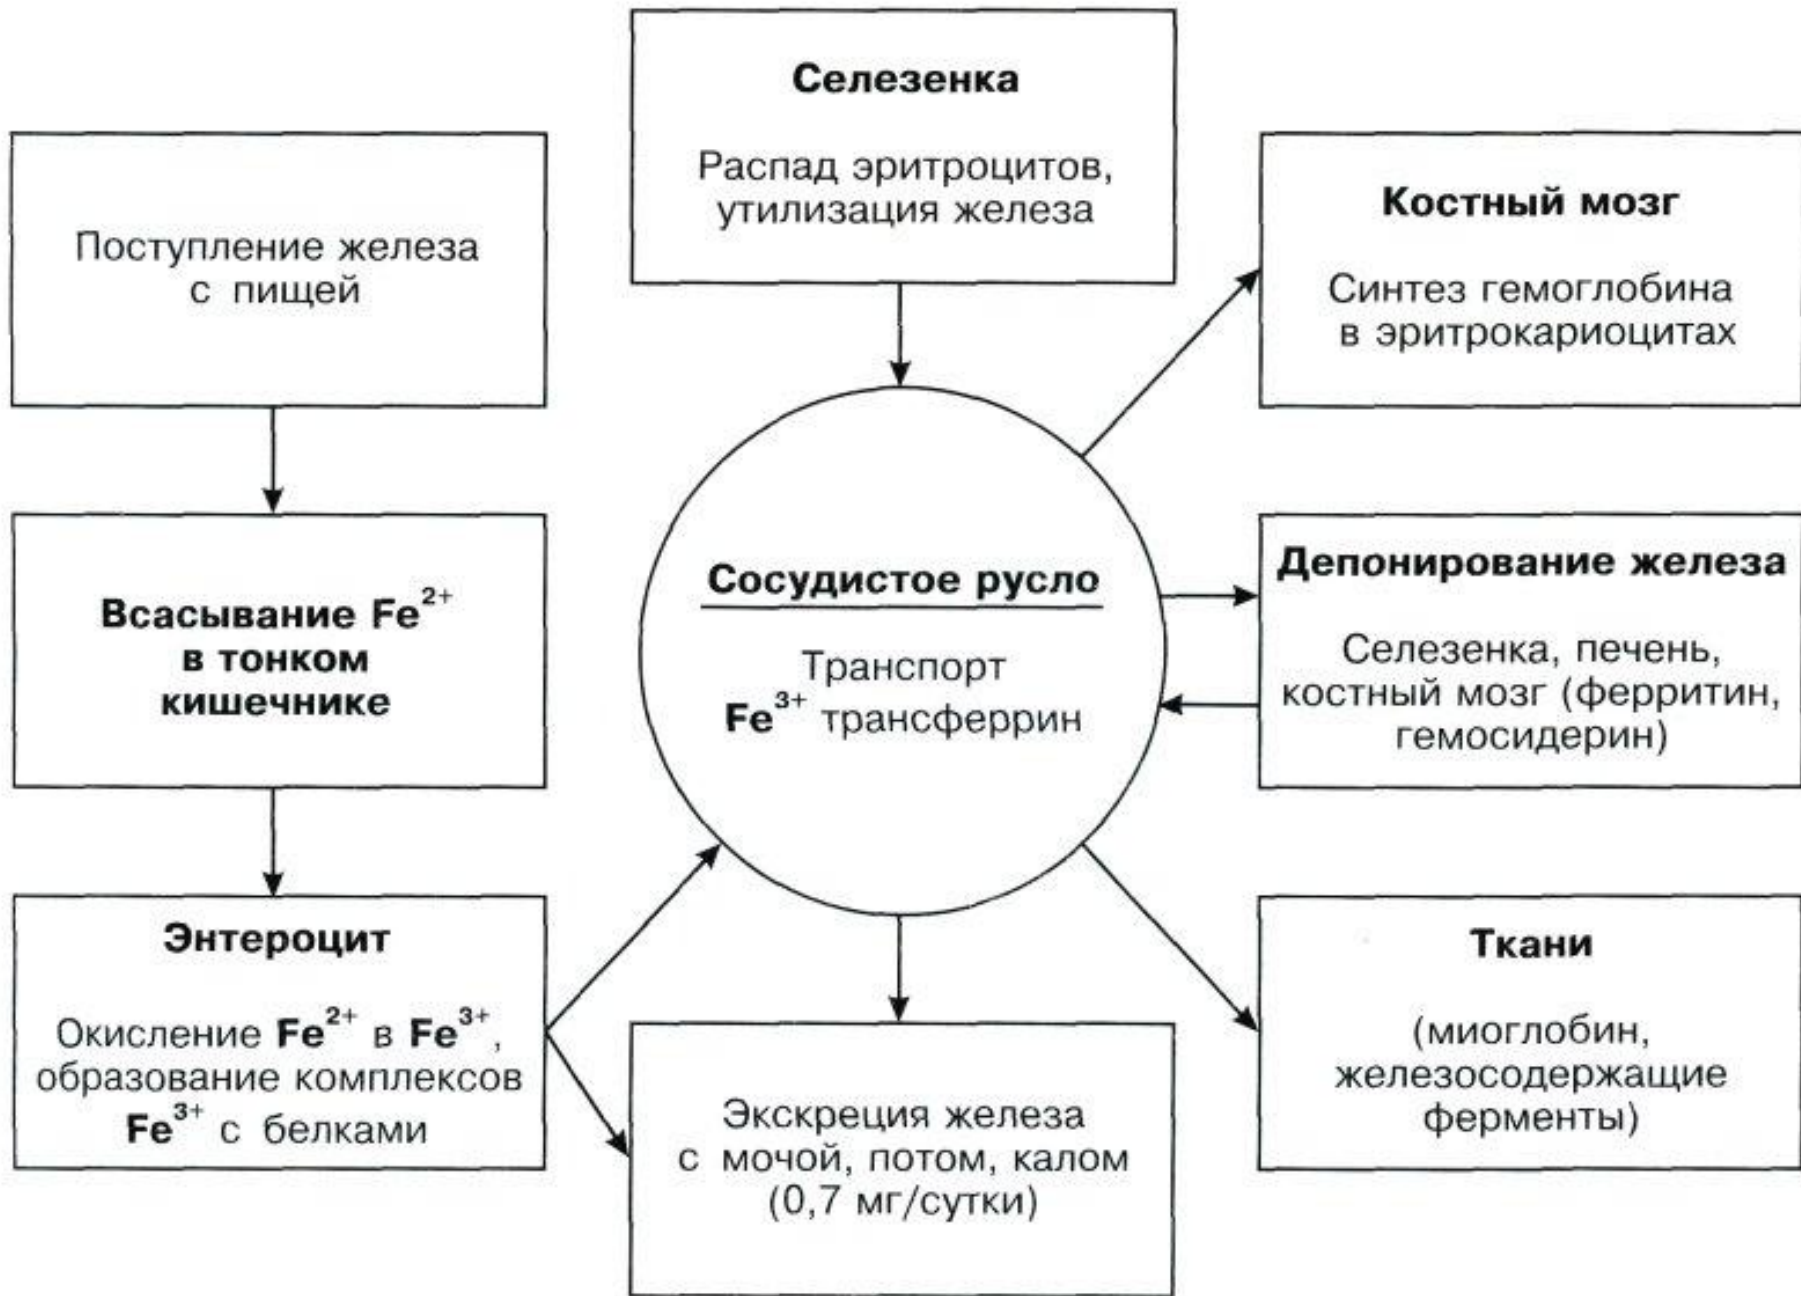 Селезенка
Распад эритроцитов,
утилизация железа
Поступление железа
с пищей
Костный мозг
Синтез гемоглобина
в эритрокариоцитах
Всасывание Fe²⁺
в тонком
кишечнике
Сосудистое русло
Транспорт
Fe³⁺ трансферрин
Депонирование железа
Селезенка, печень,
костный мозг (ферритин,
гемосидерин)
Энтероцит
Окисление Fe²⁺ в Fe³⁺,
образование комплексов
Fe³⁺ с белками
Экскреция железа
с мочой, потом, калом
(0,7 мг/сутки)
Ткани
(миоглобин,
железосодержащие
ферменты)